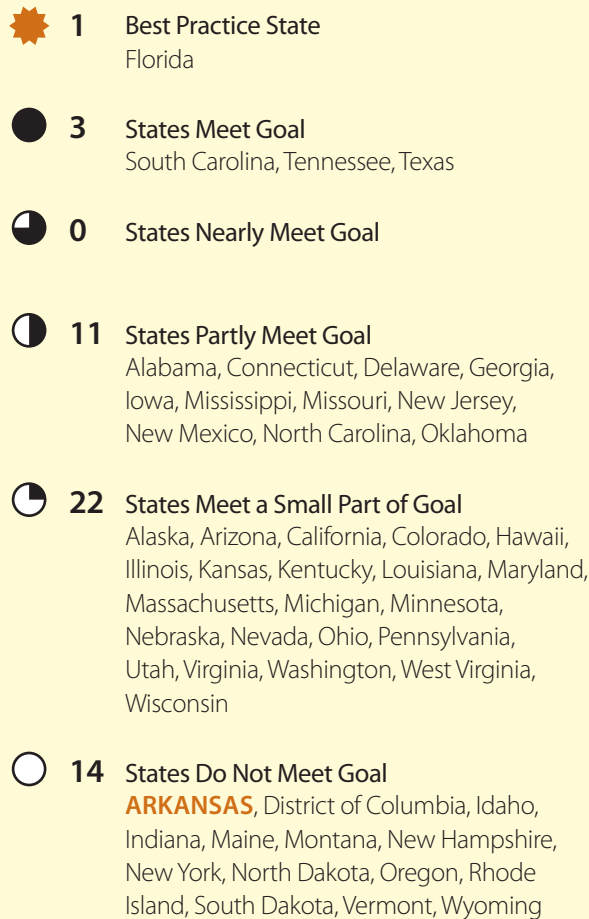 1 Best Practice State
Florida
3 States Meet Goal
South Carolina, Tennessee, Texas
0 States Nearly Meet Goal
11 States Partly Meet Goal
Alabama, Connecticut, Delaware, Georgia,
Iowa, Mississippi, Missouri, New Jersey,
New Mexico, North Carolina, Oklahoma
22 States Meet a Small Part of Goal
Alaska, Arizona, California, Colorado, Hawaii,
Illinois, Kansas, Kentucky, Louisiana, Maryland,
Massachusetts, Michigan, Minnesota,
Nebraska, Nevada, Ohio, Pennsylvania,
Utah, Virginia, Washington, West Virginia,
Wisconsin
14 States Do Not Meet Goal
ARKANSAS, District of Columbia, Idaho,
Indiana, Maine, Montana, New Hampshire,
New York, North Dakota, Oregon, Rhode
Island, South Dakota, Vermont, Wyoming